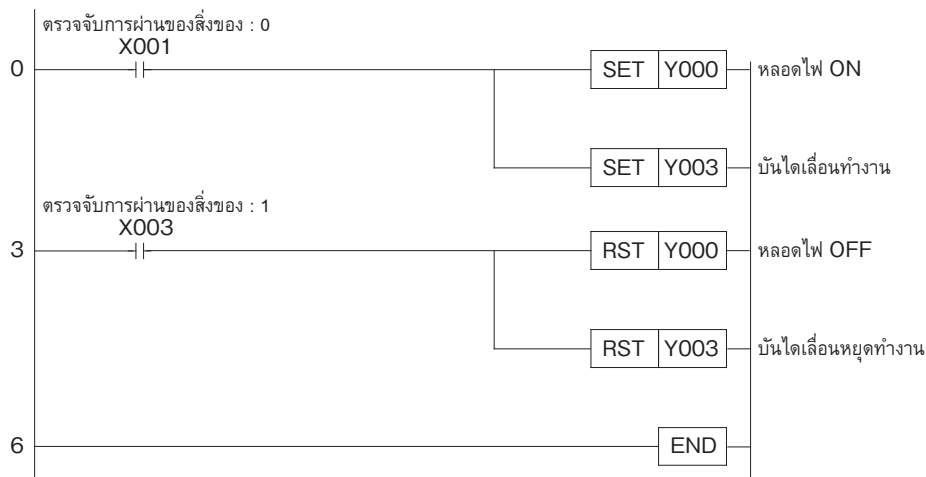 ตรวจจับการผ่านของสิ่งของ : 0
X001
0 SET Y000 หลอดไฟ ON
SET Y003 บันไดเลื่อนทำงาน
ตรวจจับการผ่านของสิ่งของ : 1
X003
3 RST Y000 หลอดไฟ OFF
RST Y003 บันไดเลื่อนหยุดทำงาน
6 END